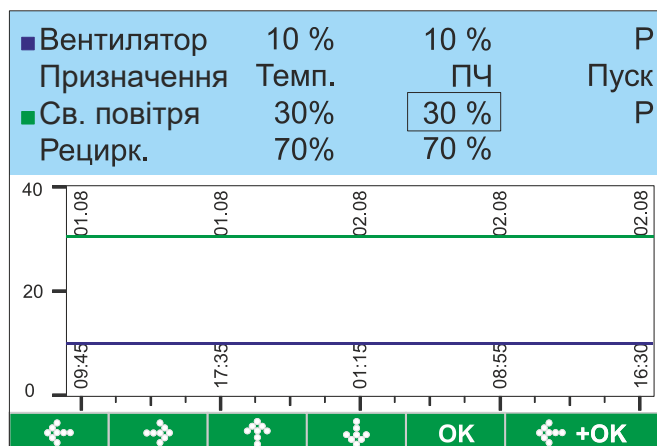 Вентилятор 10 % 10 % Р
Призначення Темп. ПЧ Пуск
Св. повітря 30% 30 % Р
Рецирк. 70% 70 %
40
20
0
01.08 01.08 02.08 02.08 02.08
09:45 17:35 01:15 08:55 16:30
OK +OK